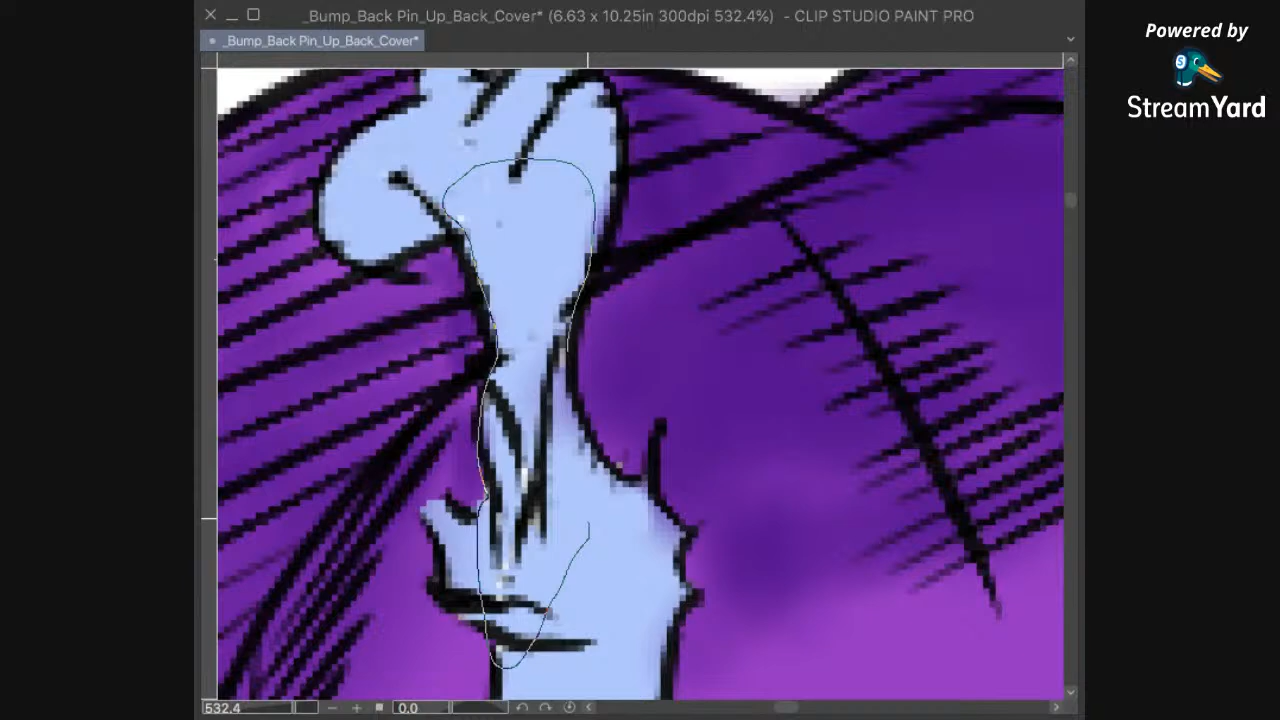 _Bump_Back Pin_Up_Back_Cover* (6.63 x 10.25in 300dpi 532.4%) - CLIP STUDIO PAINT PRO
_Bump_Back Pin_Up_Back_Cover*
Powered by
StreamYard
532.4
0.0